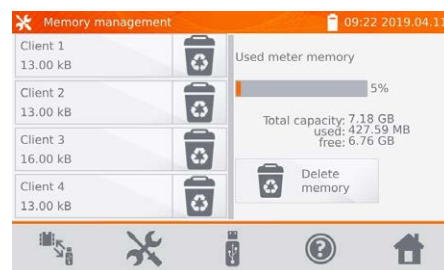 Memory management
09:22 2019.04.11
Client 1
13.00 kB
Client 2
13.00 kB
Client 3
16.00 kB
Client 4
13.00 kB
Used meter memory
5%
Total capacity: 7.18 GB
used: 427.59 MB
free: 6.76 GB
Delete
memory